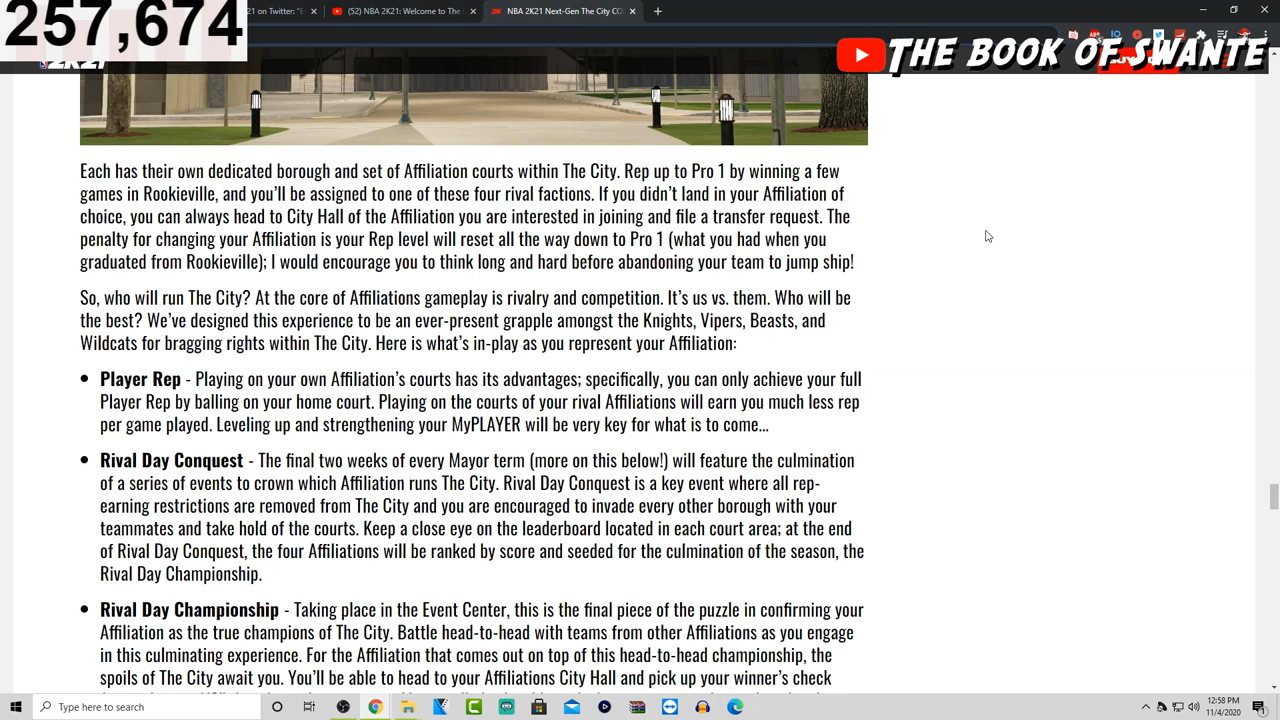 257,674
21 on Twitter: "E
(52) NBA 2K21: Welcome to The
NBA 2K21 Next-Gen The City CO
THE BOOK OF SWANTE
Each has their own dedicated borough and set of Affiliation courts within The City. Rep up to Pro 1 by winning a few
games in Rookieville, and you'll be assigned to one of these four rival factions. If you didn't land in your Affiliation of
choice, you can always head to City Hall of the Affiliation you are interested in joining and file a transfer request. The
penalty for changing your Affiliation is your Rep level will reset all the way down to Pro 1 (what you had when you
graduated from Rookieville); I would encourage you to think long and hard before abandoning your team to jump ship!
So, who will run The City? At the core of Affiliations gameplay is rivalry and competition. It's us vs. them. Who will be
the best? We've designed this experience to be an ever-present grapple amongst the Knights, Vipers, Beasts, and
Wildcats for bragging rights within The City. Here is what's in-play as you represent your Affiliation:
• Player Rep - Playing on your own Affiliation's courts has its advantages; specifically, you can only achieve your full
Player Rep by balling on your home court. Playing on the courts of your rival Affiliations will earn you much less rep
per game played. Leveling up and strengthening your MyPLAYER will be very key for what is to come…
• Rival Day Conquest - The final two weeks of every Mayor term (more on this below!) will feature the culmination
of a series of events to crown which Affiliation runs The City. Rival Day Conquest is a key event where all rep-
earning restrictions are removed from The City and you are encouraged to invade every other borough with your
teammates and take hold of the courts. Keep a close eye on the leaderboard located in each court area; at the end
of Rival Day Conquest, the four Affiliations will be ranked by score and seeded for the culmination of the season, the
Rival Day Championship.
• Rival Day Championship - Taking place in the Event Center, this is the final piece of the puzzle in confirming your
Affiliation as the true champions of The City. Battle head-to-head with teams from other Affiliations as you engage
in this culminating experience. For the Affiliation that comes out on top of this head-to-head championship, the
spoils of The City await you. You'll be able to head to your Affiliations City Hall and pick up your winner's check
Type here to search
12:58 PM
11/4/2020